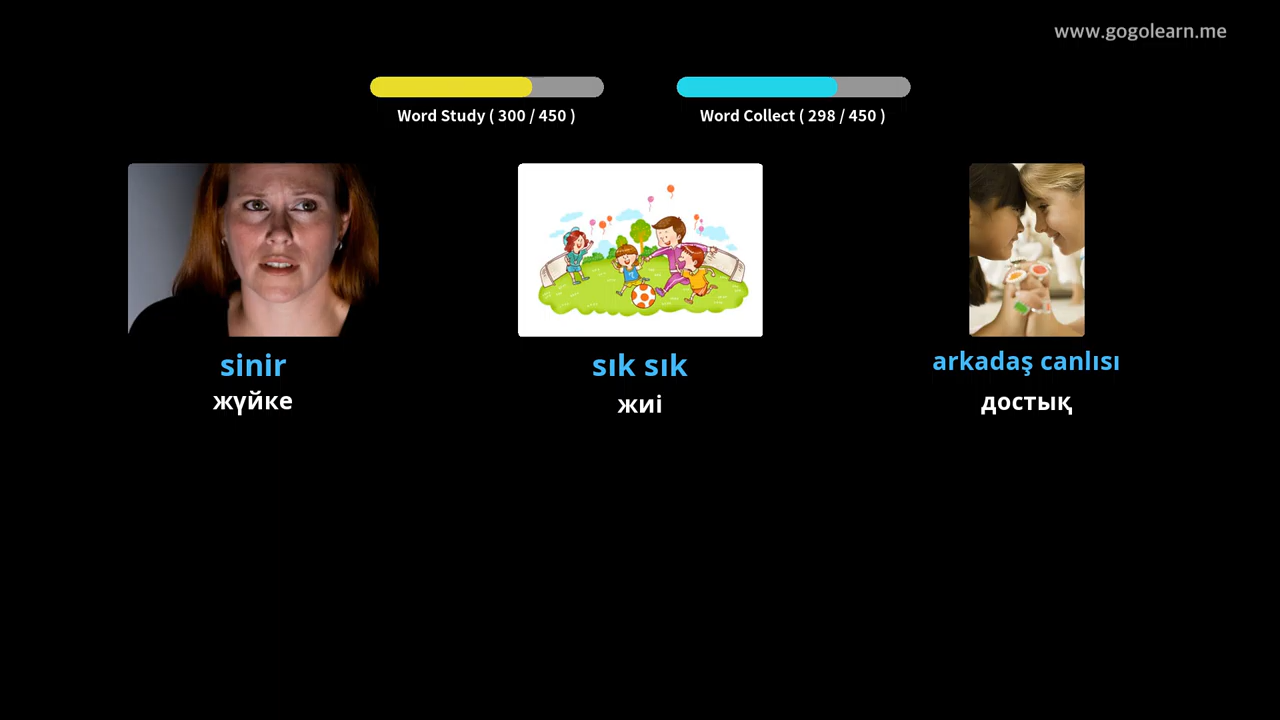 www.gogolearn.me
Word Study ( 300 / 450 )
Word Collect ( 298 / 450 )
sinir
sık sık
arkadaş canlısı
жүйке
жиі
достық